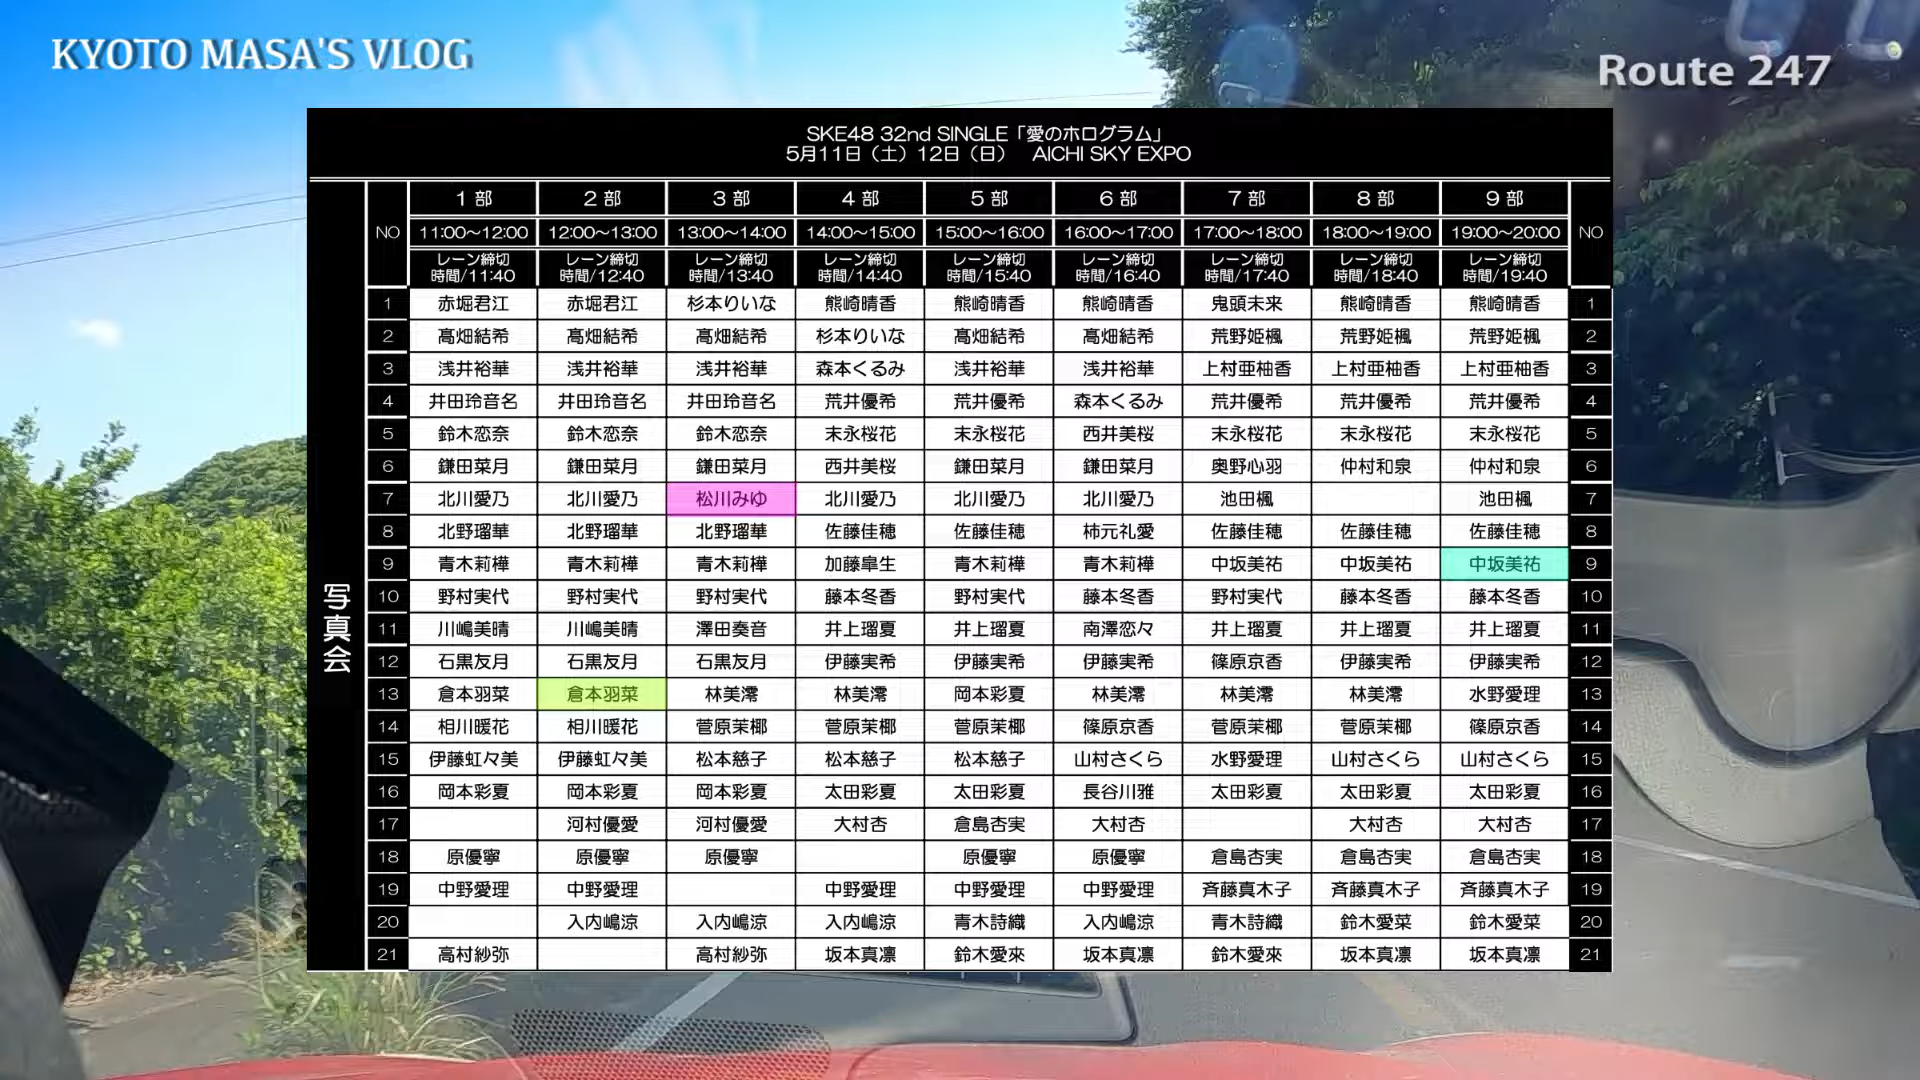 KYOTO MASA'S VLOG
Route 247
SKE48 32nd SINGLE「愛のホログラム」
5月11日（土）12日（日） AICHI SKY EXPO
写真会
NO 1部 2部 3部 4部 5部 6部 7部 8部 9部 NO
11:00～12:00 12:00～13:00 13:00～14:00 14:00～15:00 15:00～16:00 16:00～17:00 17:00～18:00 18:00～19:00 19:00～20:00
レーン締切 レーン締切 レーン締切 レーン締切 レーン締切 レーン締切 レーン締切 レーン締切 レーン締切
時間/11:40 時間/12:40 時間/13:40 時間/14:40 時間/15:40 時間/16:40 時間/17:40 時間/18:40 時間/19:40
1 赤堀君江 赤堀君江 杉本りいな 熊崎晴香 熊崎晴香 熊崎晴香 鬼頭未来 熊崎晴香 熊崎晴香 1
2 髙畑結希 髙畑結希 髙畑結希 杉本りいな 髙畑結希 髙畑結希 荒野姫楓 荒野姫楓 荒野姫楓 2
3 浅井裕華 浅井裕華 浅井裕華 森本くるみ 浅井裕華 浅井裕華 上村亜柚香 上村亜柚香 上村亜柚香 3
4 井田玲音名 井田玲音名 井田玲音名 荒井優希 荒井優希 森本くるみ 荒井優希 荒井優希 荒井優希 4
5 鈴木恋奈 鈴木恋奈 鈴木恋奈 末永桜花 末永桜花 西井美桜 末永桜花 末永桜花 末永桜花 5
6 鎌田菜月 鎌田菜月 鎌田菜月 西井美桜 鎌田菜月 鎌田菜月 奥野心羽 仲村和泉 仲村和泉 6
7 北川愛乃 北川愛乃 松川みゆ 北川愛乃 北川愛乃 北川愛乃 池田楓 池田楓 7
8 北野瑠華 北野瑠華 北野瑠華 佐藤佳穂 佐藤佳穂 柿元礼愛 佐藤佳穂 佐藤佳穂 佐藤佳穂 8
9 青木莉樺 青木莉樺 青木莉樺 加藤皐生 青木莉樺 青木莉樺 中坂美祐 中坂美祐 中坂美祐 9
10 野村実代 野村実代 野村実代 藤本冬香 野村実代 藤本冬香 野村実代 藤本冬香 藤本冬香 10
11 川嶋美晴 川嶋美晴 澤田奏音 井上瑠夏 井上瑠夏 南澤恋々 井上瑠夏 井上瑠夏 井上瑠夏 11
12 石黒友月 石黒友月 石黒友月 伊藤実希 伊藤実希 伊藤実希 篠原京香 伊藤実希 伊藤実希 12
13 倉本羽菜 倉本羽菜 林美澪 林美澪 岡本彩夏 林美澪 林美澪 林美澪 水野愛理 13
14 相川暖花 相川暖花 菅原茉椰 菅原茉椰 菅原茉椰 篠原京香 菅原茉椰 菅原茉椰 篠原京香 14
15 伊藤虹々美 伊藤虹々美 松本慈子 松本慈子 松本慈子 山村さくら 水野愛理 山村さくら 山村さくら 15
16 岡本彩夏 岡本彩夏 岡本彩夏 太田彩夏 太田彩夏 長谷川雅 太田彩夏 太田彩夏 太田彩夏 16
17 河村優愛 河村優愛 大村杏 倉島杏実 大村杏 大村杏 大村杏 17
18 原優寧 原優寧 原優寧 原優寧 原優寧 倉島杏実 倉島杏実 倉島杏実 18
19 中野愛理 中野愛理 中野愛理 中野愛理 中野愛理 斉藤真木子 斉藤真木子 斉藤真木子 19
20 入内嶋涼 入内嶋涼 入内嶋涼 青木詩織 入内嶋涼 青木詩織 鈴木愛菜 鈴木愛菜 20
21 高村紗弥 高村紗弥 坂本真凛 鈴木愛來 坂本真凛 鈴木愛來 坂本真凛 坂本真凛 21